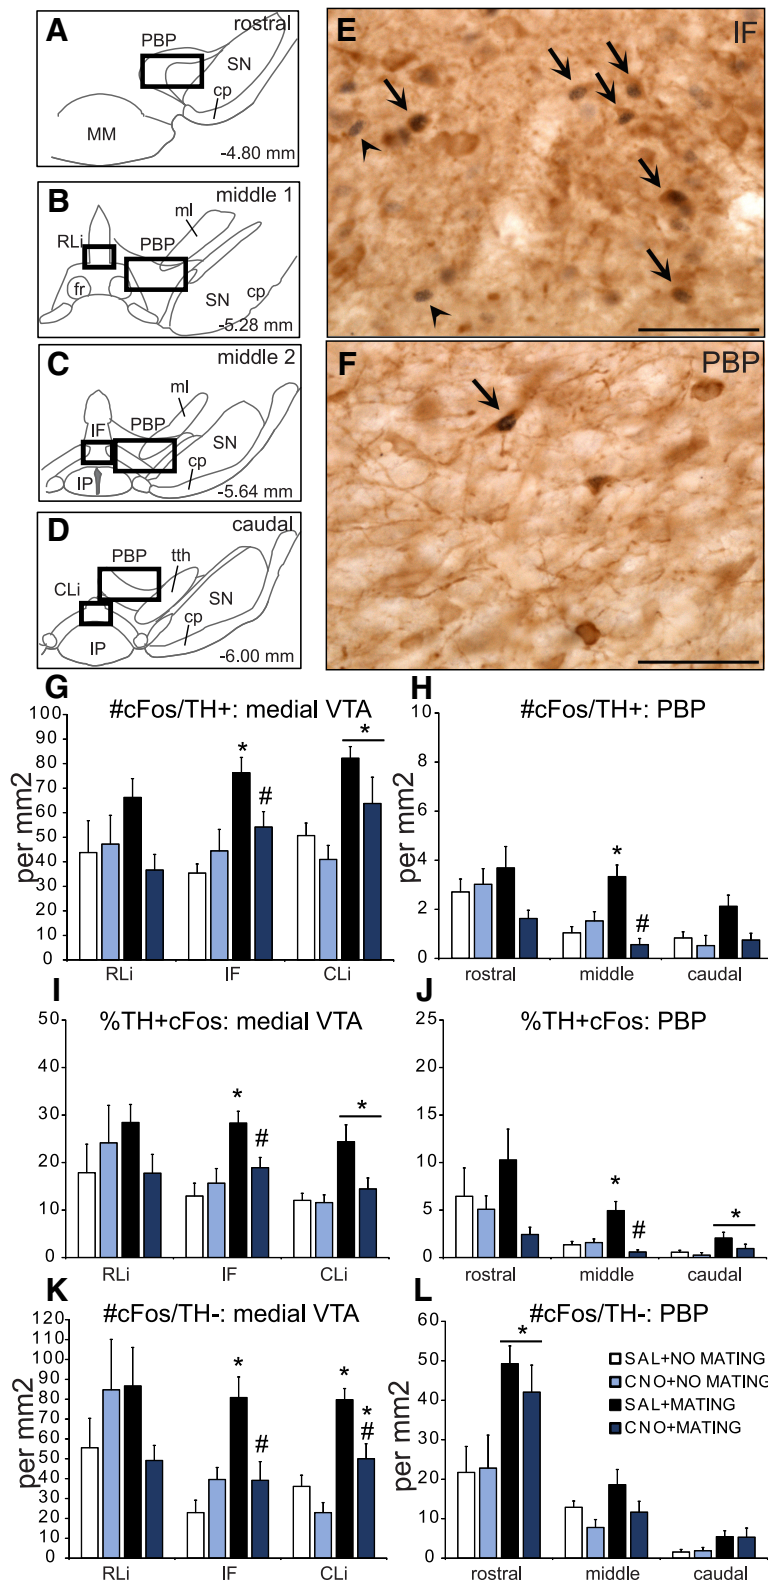 A
rostral
PBP
SN
cp
MM
-4.80 mm
B
middle 1
ml
RLi
PBP
fr
SN
cp
-5.28 mm
C
middle 2
ml
IF
PBP
SN
cp
IP
-5.64 mm
D
caudal
PBP
tth
CLi
SN
cp
IP
-6.00 mm
E
IF
F
PBP
G
#cFos/TH+: medial VTA
per mm2
100
90
80
70
60
50
40
30
20
10
0
*
#
*
RLi IF CLi
H
#cFos/TH+: PBP
per mm2
10
8
6
4
2
0
*
#
rostral middle caudal
I
%TH+cFos: medial VTA
50
40
30
20
10
0
*
#
*
RLi IF CLi
J
%TH+cFos: PBP
25
20
15
10
5
0
*
#
*
rostral middle caudal
K
#cFos/TH-: medial VTA
per mm2
120
110
100
90
80
70
60
50
40
30
20
10
0
*
#
*
*
#
RLi IF CLi
L
#cFos/TH-: PBP
per mm2
60
50
40
30
20
10
0
*
SAL+NO MATING
CNO+NO MATING
SAL+MATING
CNO+MATING
rostral middle caudal